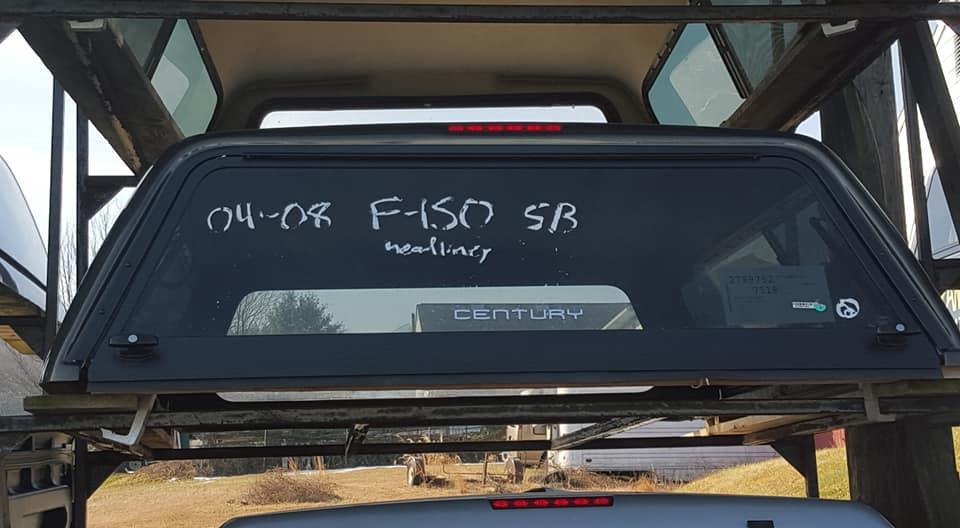 04-08 F-150 SB
headliner
CENTURY